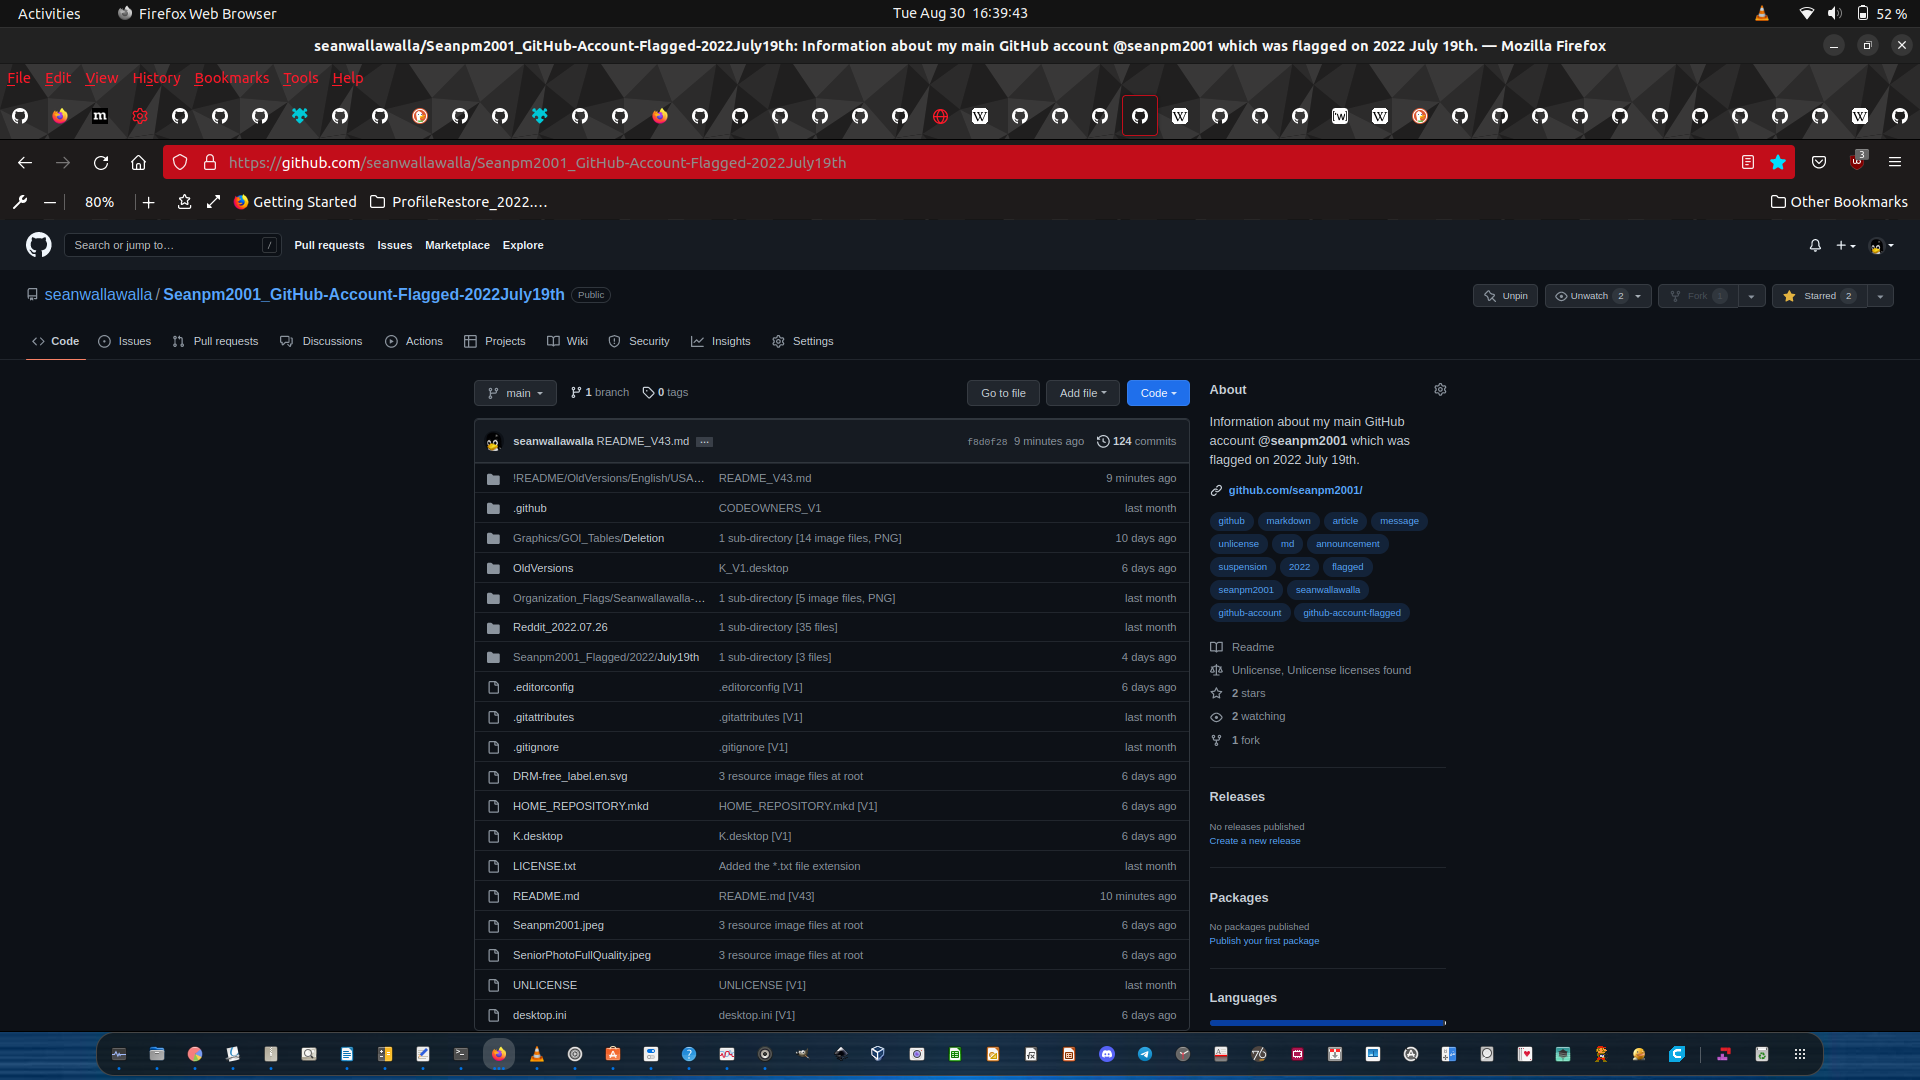 Activities Firefox Web Browser Tue Aug 30 16:39:43 52 %
seanwallawalla/Seanpm2001_GitHub-Account-Flagged-2022July19th: Information about my main GitHub account @seanpm2001 which was flagged on 2022 July 19th. — Mozilla Firefox
File Edit View History Bookmarks Tools Help
https://github.com/seanwallawalla/Seanpm2001_GitHub-Account-Flagged-2022July19th 3
80% Getting Started ProfileRestore_2022.… Other Bookmarks
Search or jump to… / Pull requests Issues Marketplace Explore
seanwallawalla / Seanpm2001_GitHub-Account-Flagged-2022July19th Public Unpin Unwatch 2 Fork 1 Starred 2
Code Issues Pull requests Discussions Actions Projects Wiki Security Insights Settings
main 1 branch 0 tags Go to file Add file Code
seanwallawalla README_V43.md ... f8d0f28 9 minutes ago 124 commits
!README/OldVersions/English/USA… README_V43.md 9 minutes ago
.github CODEOWNERS_V1 last month
Graphics/GOI_Tables/Deletion 1 sub-directory [14 image files, PNG] 10 days ago
OldVersions K_V1.desktop 6 days ago
Organization_Flags/Seanwallawalla-… 1 sub-directory [5 image files, PNG] last month
Reddit_2022.07.26 1 sub-directory [35 files] last month
Seanpm2001_Flagged/2022/July19th 1 sub-directory [3 files] 4 days ago
.editorconfig .editorconfig [V1] 6 days ago
.gitattributes .gitattributes [V1] last month
.gitignore .gitignore [V1] last month
DRM-free_label.en.svg 3 resource image files at root 6 days ago
HOME_REPOSITORY.mkd HOME_REPOSITORY.mkd [V1] 6 days ago
K.desktop K.desktop [V1] 6 days ago
LICENSE.txt Added the *.txt file extension last month
README.md README.md [V43] 10 minutes ago
Seanpm2001.jpeg 3 resource image files at root 6 days ago
SeniorPhotoFullQuality.jpeg 3 resource image files at root 6 days ago
UNLICENSE UNLICENSE [V1] last month
desktop.ini desktop.ini [V1] 6 days ago
About
Information about my main GitHub
account @seanpm2001 which was
flagged on 2022 July 19th.
github.com/seanpm2001/
github markdown article message
unlicense md announcement
suspension 2022 flagged
seanpm2001 seanwallawalla
github-account github-account-flagged
Readme
Unlicense, Unlicense licenses found
2 stars
2 watching
1 fork
Releases
No releases published
Create a new release
Packages
No packages published
Publish your first package
Languages